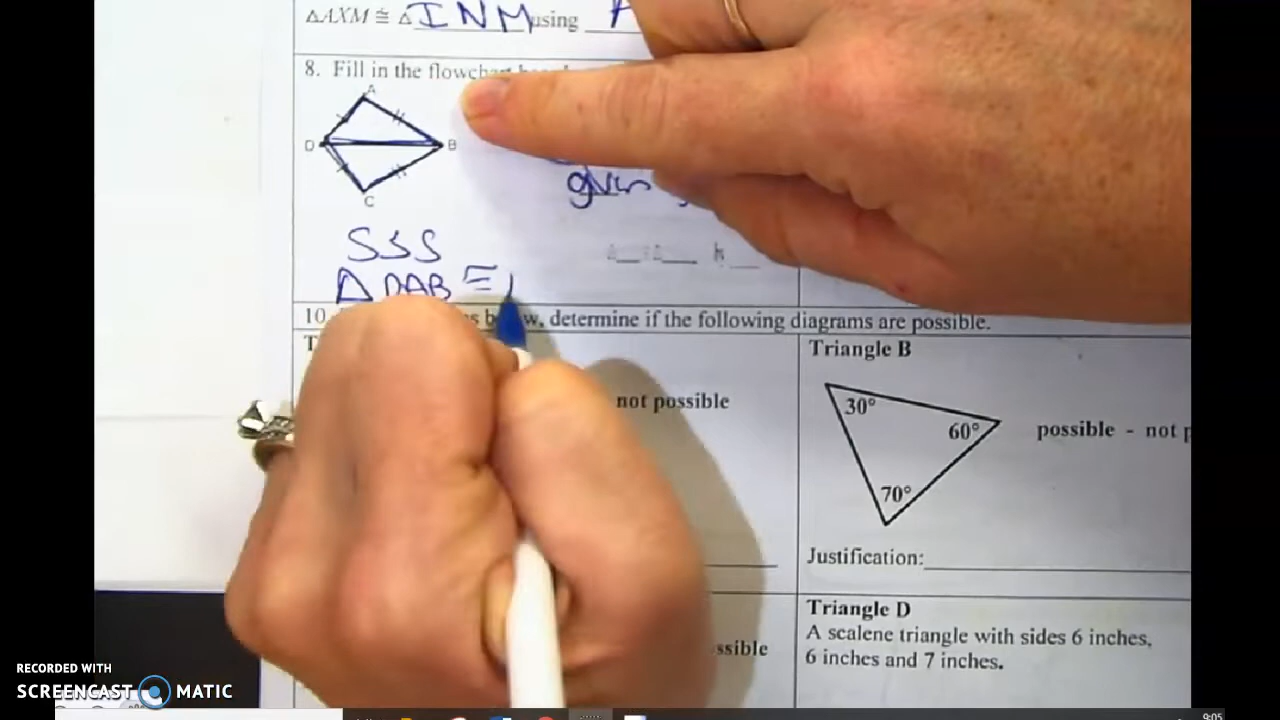 △AXM ≅ △ INM using
8. Fill in the flowchart
A
D
B
C
given
SSS
△ DAB ≅
10
, determine if the following diagrams are possible.
not possible
Triangle B
30°
60°
70°
possible - not p
Justification:
ssible
Triangle D
A scalene triangle with sides 6 inches,
6 inches and 7 inches.
RECORDED WITH
SCREENCAST MATIC
9:05